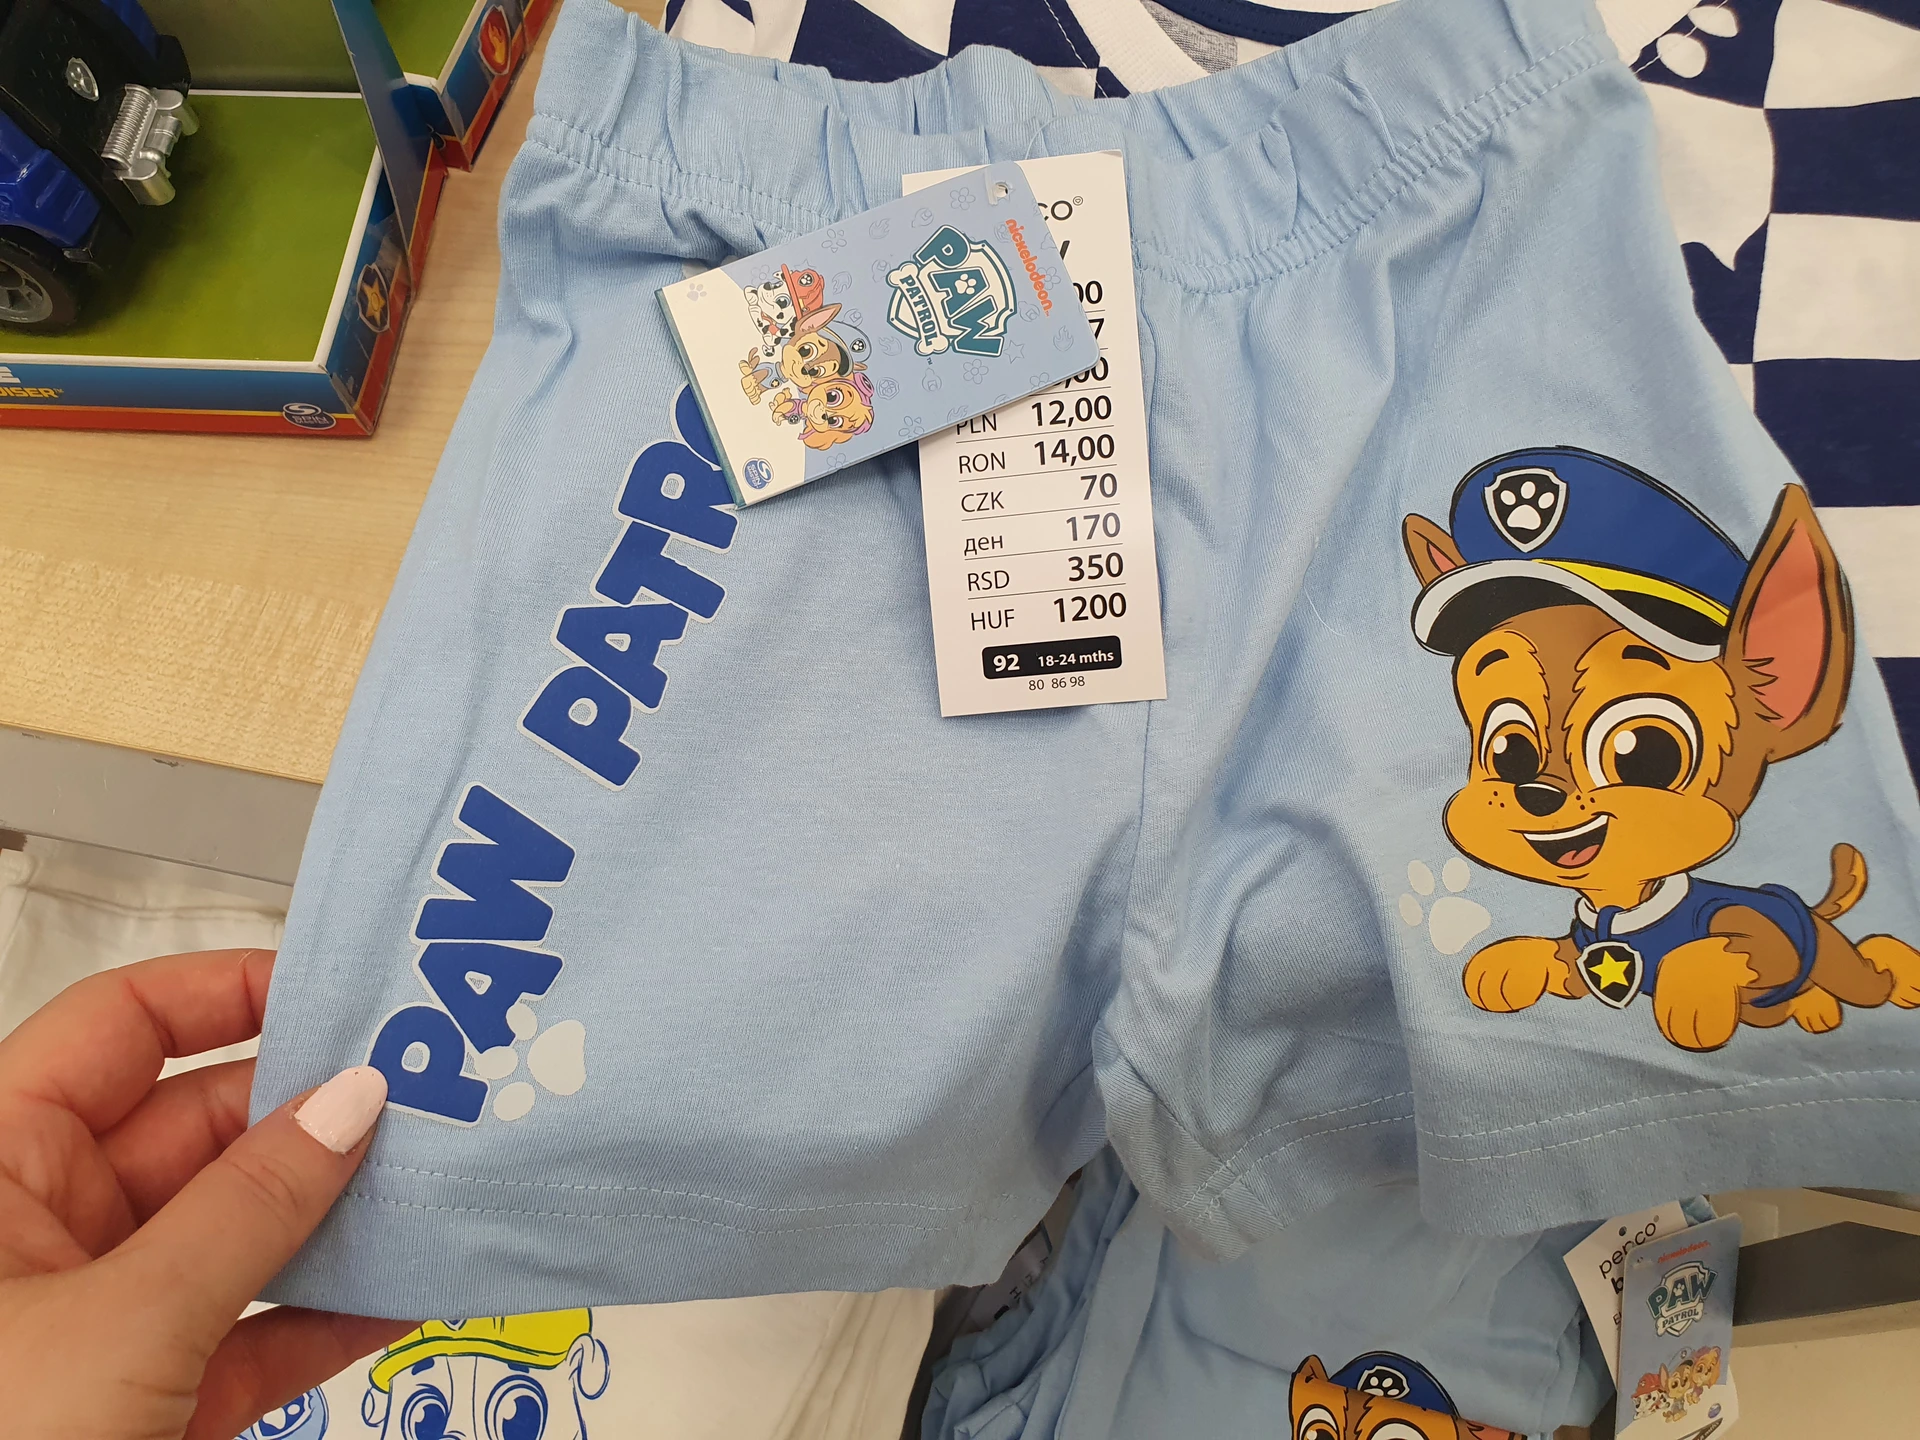 nickelodeon
PAW
PATROL
PLN 12,00
RON 14,00
CZK 70
ден 170
RSD 350
HUF 1200
92 18-24 mths
80 86 98
PAW
pepco
nickelodeon
PAW
PATROL